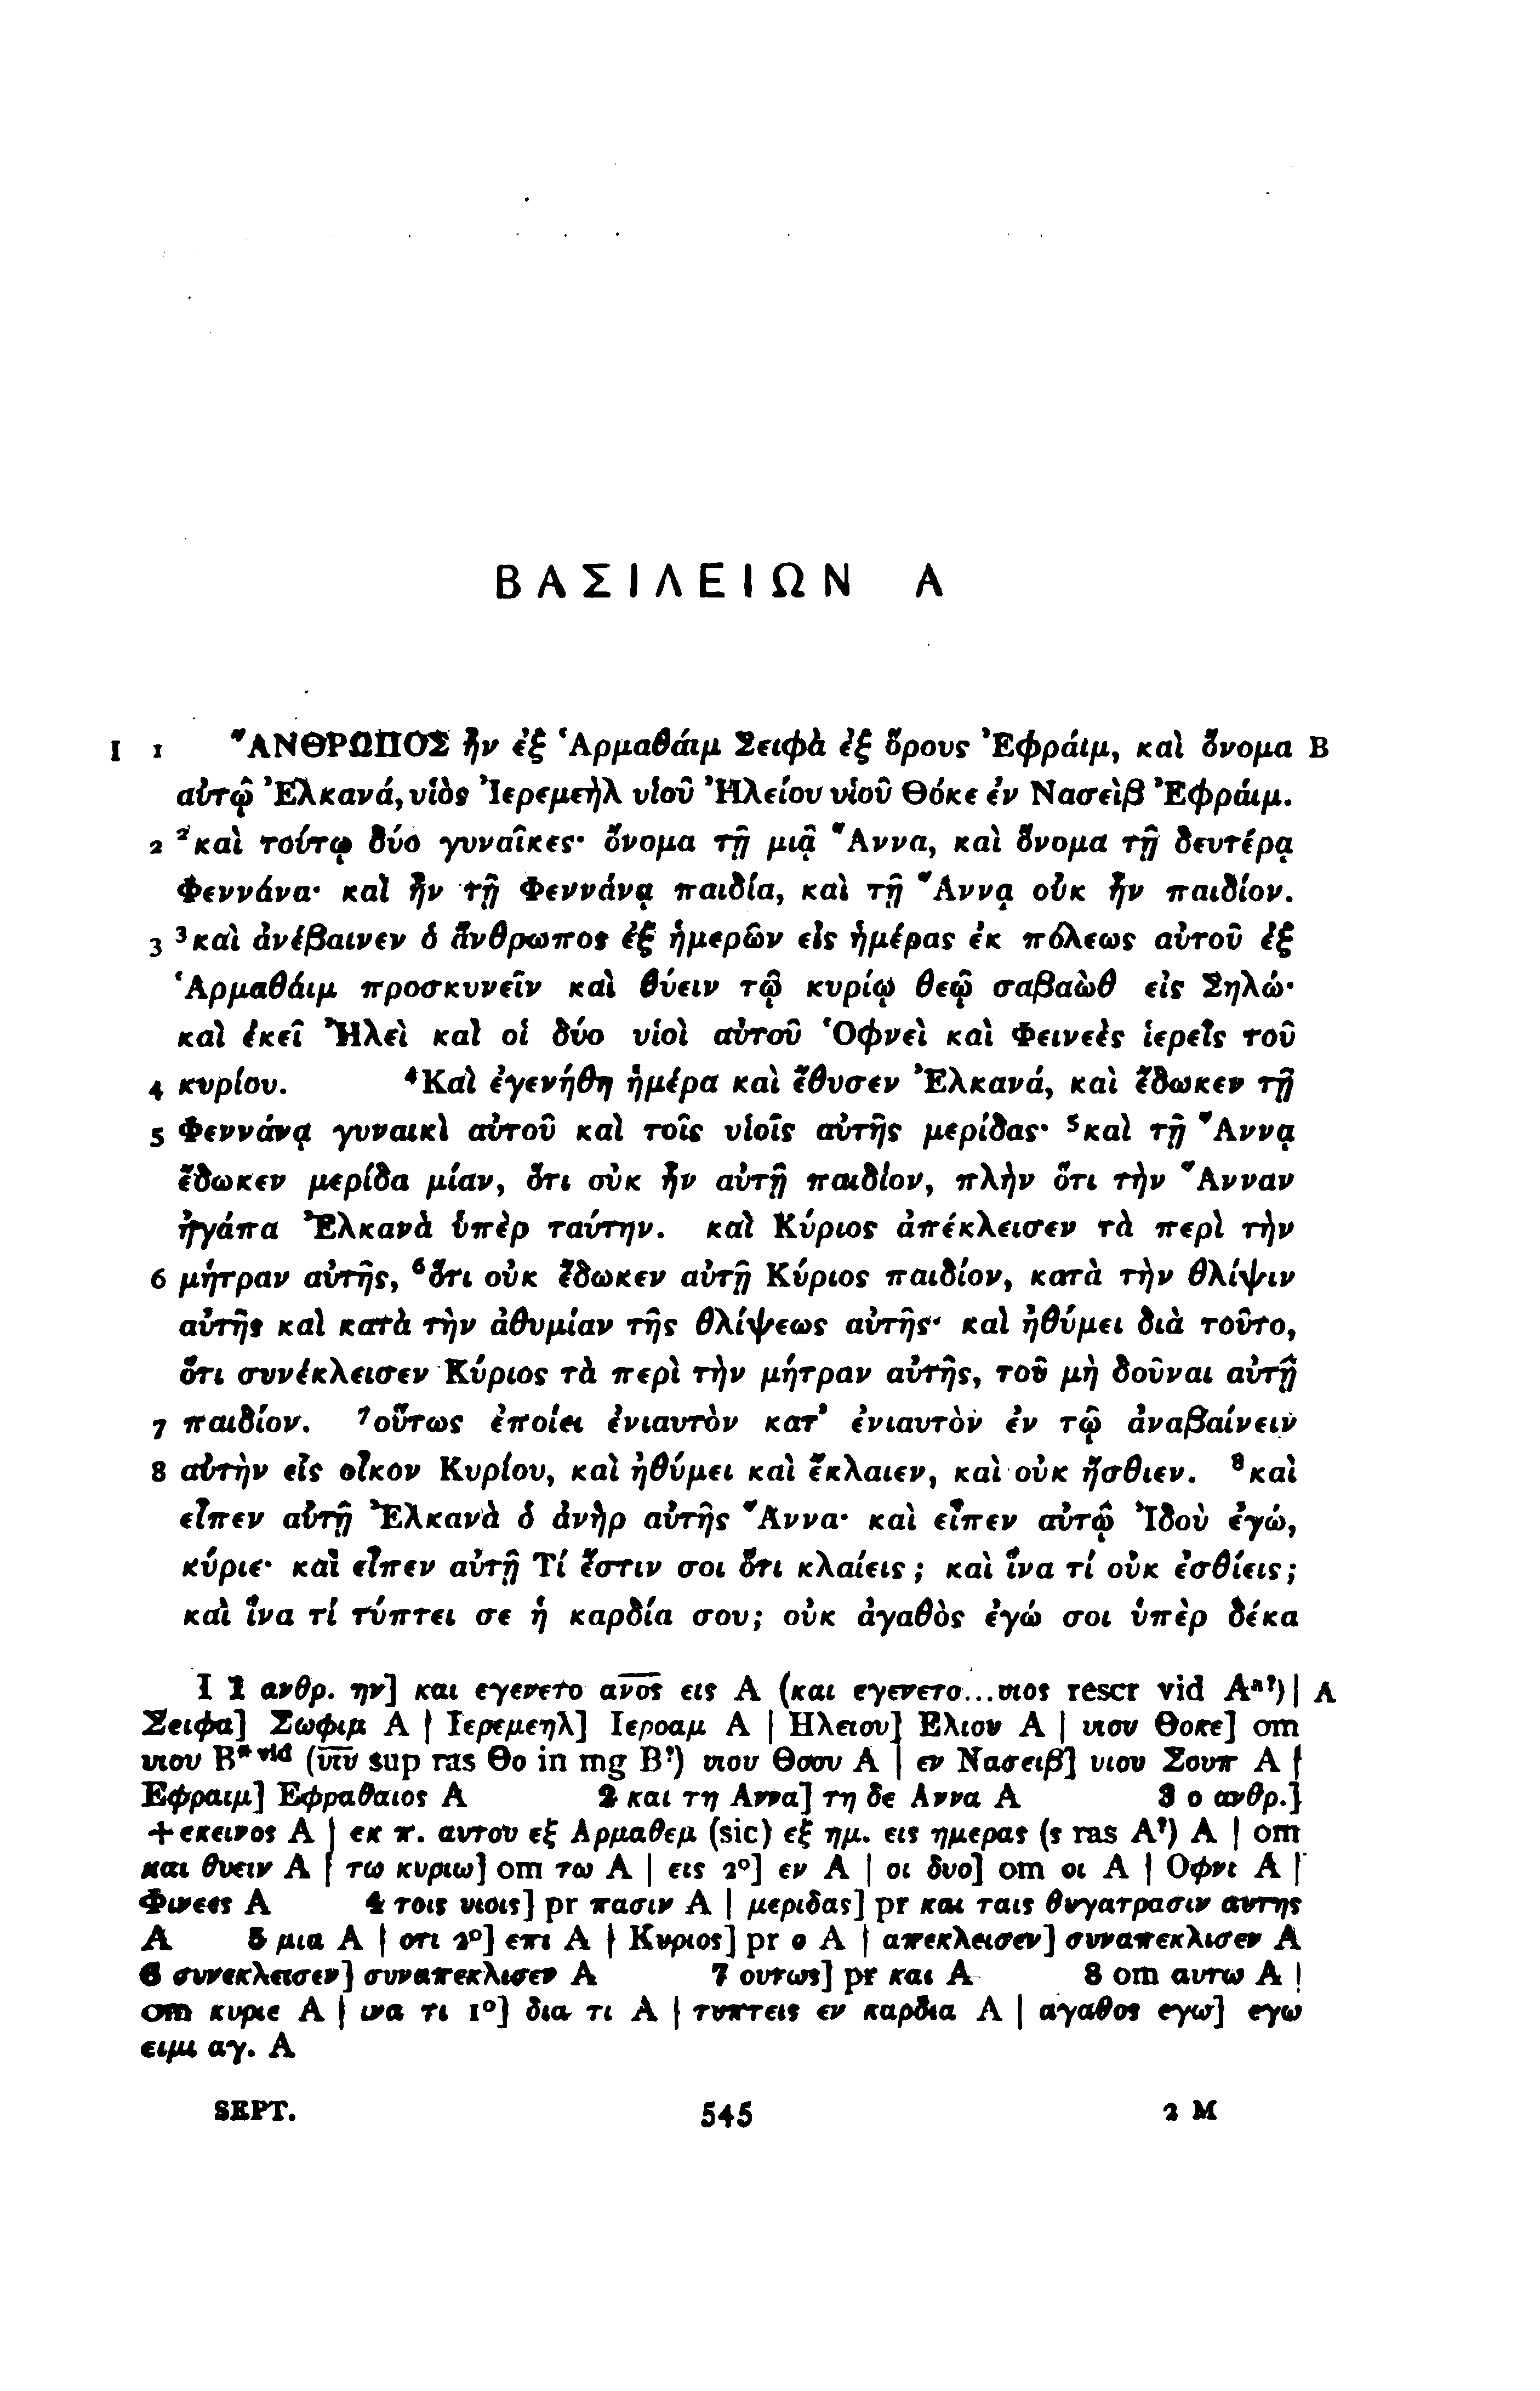 ΒΑΣΙΛΕΙΩΝ Α
I 1 ῎ΑΝΘΡΩΠΟΣ ἦν ἐξ Ἁρμαθάιμ Σειφὰ ἐξ ὄρους Ἐφράιμ, καὶ ὄνομα B
αὐτῷ Ἐλκανά, υἱὸς Ἰερεμεὴλ υἱοῦ Ἠλείου υἱοῦ Θόκε ἐν Νασεὶβ Ἐφράιμ.
2 ²καὶ τούτῳ δύο γυναῖκες· ὄνομα τῇ μιᾷ Ἅννα, καὶ ὄνομα τῇ δευτέρᾳ
Φεννάνα· καὶ ἦν τῇ Φεννάνᾳ παιδία, καὶ τῇ Ἅννᾳ οὐκ ἦν παιδίον.
3 ³καὶ ἀνέβαινεν ὁ ἄνθρωπος ἐξ ἡμερῶν εἰς ἡμέρας ἐκ πόλεως αὐτοῦ ἐξ
Ἁρμαθάιμ προσκυνεῖν καὶ θύειν τῷ κυρίῳ θεῷ σαβαὼθ εἰς Σηλώ·
καὶ ἐκεῖ Ἠλεὶ καὶ οἱ δύο υἱοὶ αὐτοῦ Ὀφνεὶ καὶ Φεινεὲς ἱερεῖς τοῦ
4 κυρίου. ⁴Καὶ ἐγενήθη ἡμέρα καὶ ἔθυσεν Ἐλκανά, καὶ ἔδωκεν τῇ
5 Φεννάνᾳ γυναικὶ αὐτοῦ καὶ τοῖς υἱοῖς αὐτῆς μερίδας· ⁵καὶ τῇ Ἅννᾳ
ἔδωκεν μερίδα μίαν, ὅτι οὐκ ἦν αὐτῇ παιδίον, πλὴν ὅτι τὴν Ἅνναν
ἠγάπα Ἐλκανὰ ὑπὲρ ταύτην. καὶ Κύριος ἀπέκλεισεν τὰ περὶ τὴν
6 μήτραν αὐτῆς, ⁶ὅτι οὐκ ἔδωκεν αὐτῇ Κύριος παιδίον, κατὰ τὴν θλίψιν
αὐτῆς καὶ κατὰ τὴν ἀθυμίαν τῆς θλίψεως αὐτῆς· καὶ ἠθύμει διὰ τοῦτο,
ὅτι συνέκλεισεν Κύριος τὰ περὶ τὴν μήτραν αὐτῆς, τοῦ μὴ δοῦναι αὐτῇ
7 παιδίον. ⁷οὕτως ἐποίει ἐνιαυτὸν κατ᾽ ἐνιαυτὸν ἐν τῷ ἀναβαίνειν
8 αὐτὴν εἰς οἶκον Κυρίου, καὶ ἠθύμει καὶ ἔκλαιεν, καὶ οὐκ ἤσθιεν. ⁸καὶ
εἶπεν αὐτῇ Ἐλκανὰ ὁ ἀνὴρ αὐτῆς Ἅννα· καὶ εἶπεν αὐτῷ Ἰδοὺ ἐγώ,
κύριε· καὶ εἶπεν αὐτῇ Τί ἔστιν σοι ὅτι κλαίεις; καὶ ἵνα τί οὐκ ἐσθίεις;
καὶ ἵνα τί τύπτει σε ἡ καρδία σου; οὐκ ἀγαθὸς ἐγώ σοι ὑπὲρ δέκα
I 1 ανθρ. ην] και εγενετο α̅ν̅ο̅ς̅ εις A (και εγενετο...υιος rescr vid Aᵃ?) | A
Σειφα] Σωφιμ A | Ιερεμεηλ] Ιεροαμ A | Ηλειου] Ελιου A | υιου Θοκε] om
υιου B*ᵛⁱᵈ (υ̅ι̅υ̅ sup ras Θο in mg B?) υιου Θοου A | εν Νασειβ] υιου Σουπ A |
Εφραιμ] Εφραθαιος A 2 και τη Αννα] τη δε Αννα A 3 ο ανθρ.]
+εκεινος A | εκ π. αυτου εξ Αρμαθεμ (sic) εξ ημ. εις ημερας (ς ras A?) A | om
και θυειν A | τω κυριω] om τω A | εις 2°] εν A | οι δυο] om οι A | Οφνι A |
Φινεες A 4 τοις υιοις] pr πασιν A | μεριδας] pr και ταις θυγατρασιν αυτης
A 5 μια A | οτι 2°] επι A | Κυριος] pr ο A | απεκλεισεν] συναπεκλισεν A
6 συνεκλεισεν] συναπεκλισεν A 7 ουτως] pr και A 8 om αυτω A |
om κυριε A | ινα τι 1°] δια τι A | τυπτεις εν καρδια A | αγαθος εγω] εγω
ειμι αγ. A
SEPT. 545 2 M